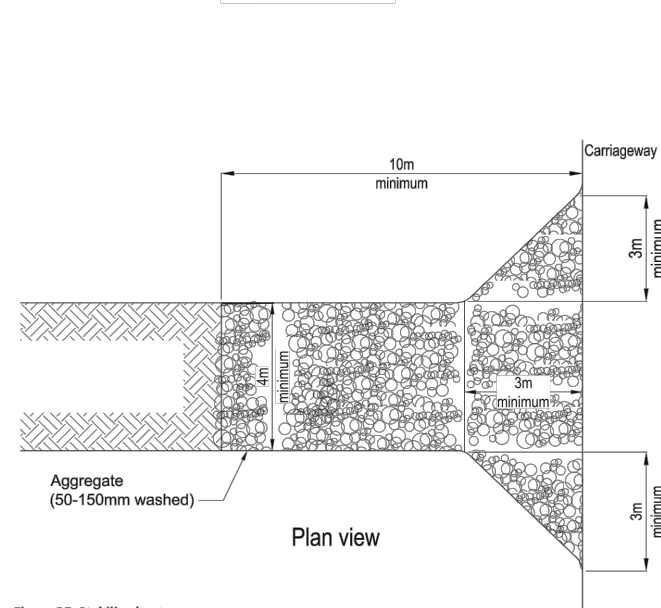 Carriageway
10m
minimum
3m
minimum
4m
minimum
3m
minimum
Aggregate
(50-150mm washed)
3m
minimum
Plan view